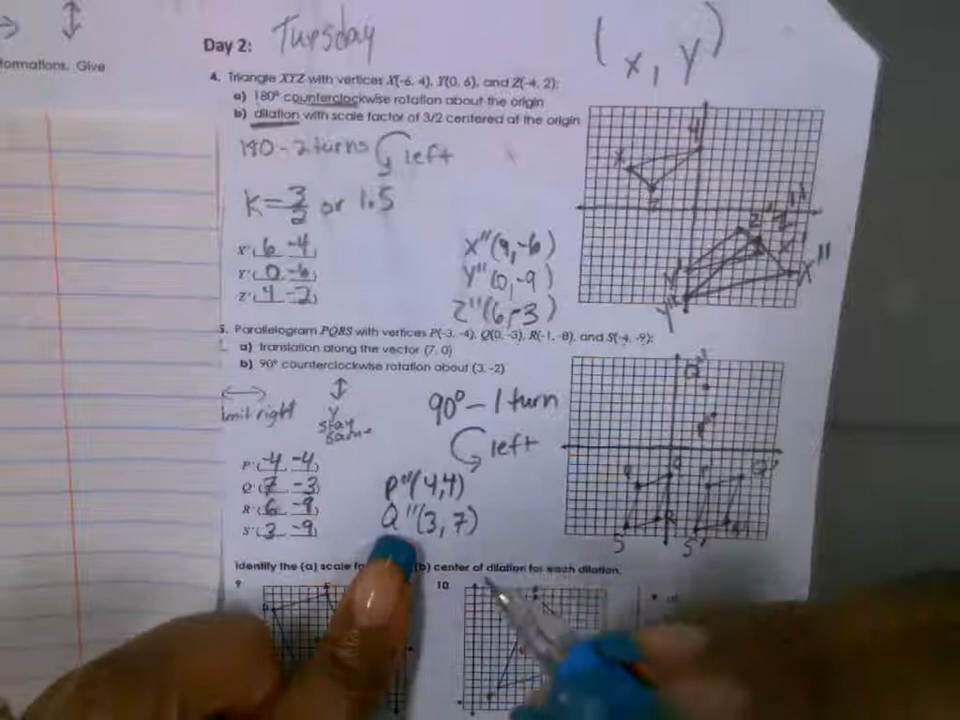 Day 2: Tuesday
(x, y)
formations. Give
4. Triangle XYZ with vertices X(-6, 4), Y(0, 6), and Z(-4, 2):
a) 180° counterclockwise rotation about the origin
b) dilation with scale factor of 3/2 centered at the origin
180 - 2 turns left
K = 3/2 or 1.5
X'( 6 -4 )
Y'( 0 -6 )
Z'( 4 -2 )
X''(9,-6)
Y''(0,-9)
Z''(6,-3)
5. Parallelogram PQRS with vertices P(-3, -4), Q(0, -3), R(-1, -8), and S(-4, -9):
a) translation along the vector (7, 0)
b) 90° counterclockwise rotation about (3, -2)
right
y
stay
same
90° - 1 turn
left
P'( 4 -4 )
Q'( 7 -3 )
R'( 6 -8 )
S'( 3 -9 )
P''(4,4)
Q''(3,7)
Identify the (a) scale (b) center of dilation for each dilation.
9
10